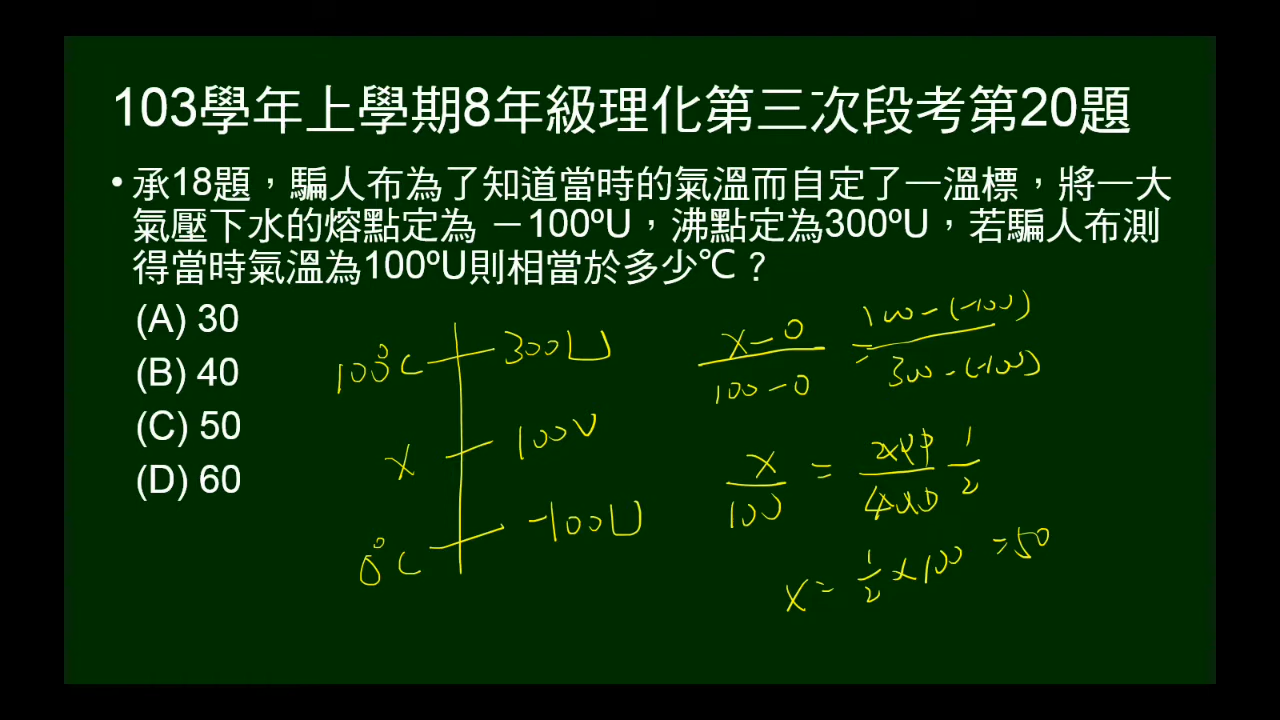 103學年上學期8年級理化第三次段考第20題
•承18題，騙人布為了知道當時的氣溫而自定了一溫標，將一大
氣壓下水的熔點定為 －100ºU，沸點定為300ºU，若騙人布測
得當時氣溫為100ºU則相當於多少℃？
(A) 30
(B) 40
(C) 50
(D) 60
100°C 300U
x 100U
0°C -100U
x-0 / 100-0 = 100-(-100) / 300-(-100)
x / 100 = 200 / 400 1 / 2
x = 1/2 x 100 = 50